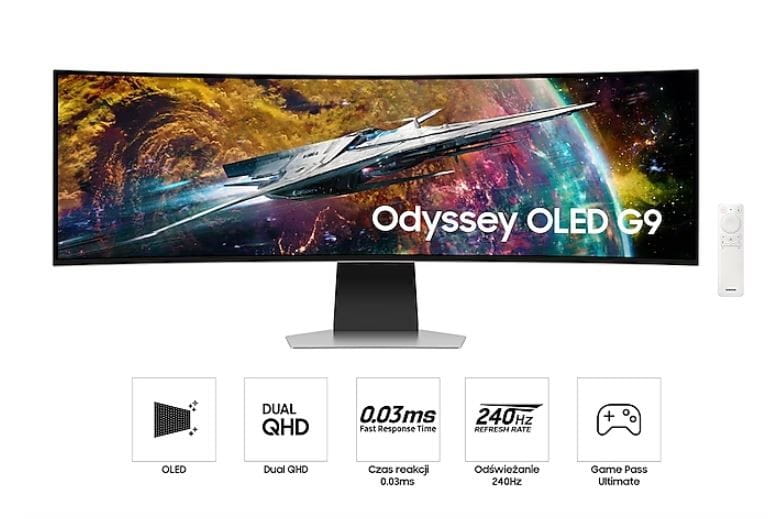 Odyssey OLED G9
DUAL
QHD
0.03ms
Fast Response Time
240Hz
REFRESH RATE
OLED
Dual QHD
Czas reakcji
0.03ms
Odświeżanie
240Hz
Game Pass
Ultimate